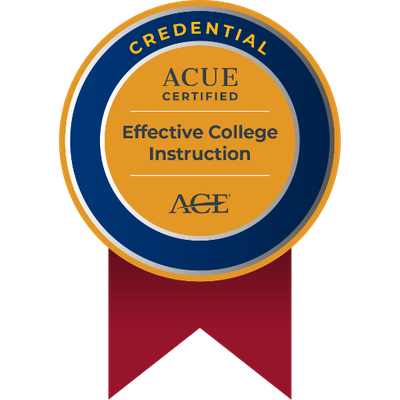 CREDENTIAL
ACUE
CERTIFIED
Effective College
Instruction
ACE®